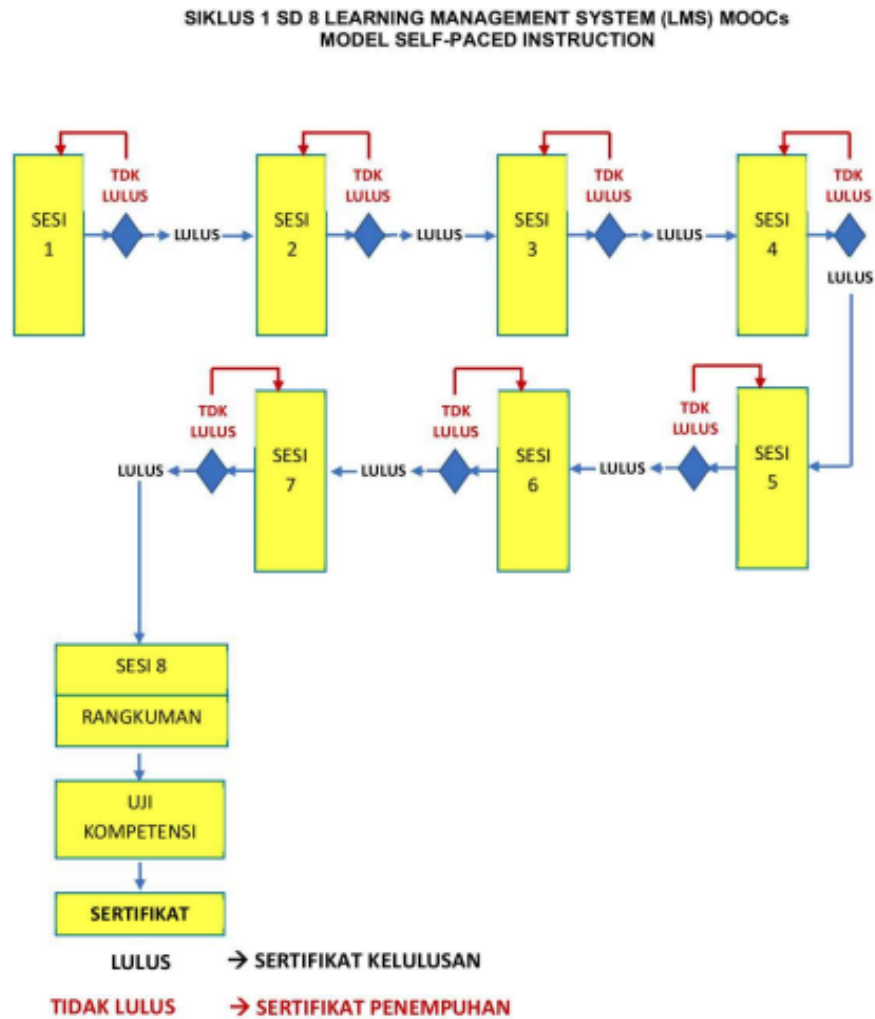 SIKLUS 1 SD 8 LEARNING MANAGEMENT SYSTEM (LMS) MOOCs
MODEL SELF-PACED INSTRUCTION
SESI
1
TDK
LULUS
LULUS
SESI
2
TDK
LULUS
LULUS
SESI
3
TDK
LULUS
LULUS
SESI
4
TDK
LULUS
LULUS
SESI
5
TDK
LULUS
LULUS
SESI
6
TDK
LULUS
LULUS
SESI
7
TDK
LULUS
LULUS
SESI 8
RANGKUMAN
UJI
KOMPETENSI
SERTIFIKAT
LULUS → SERTIFIKAT KELULUSAN
TIDAK LULUS → SERTIFIKAT PENEMPUHAN